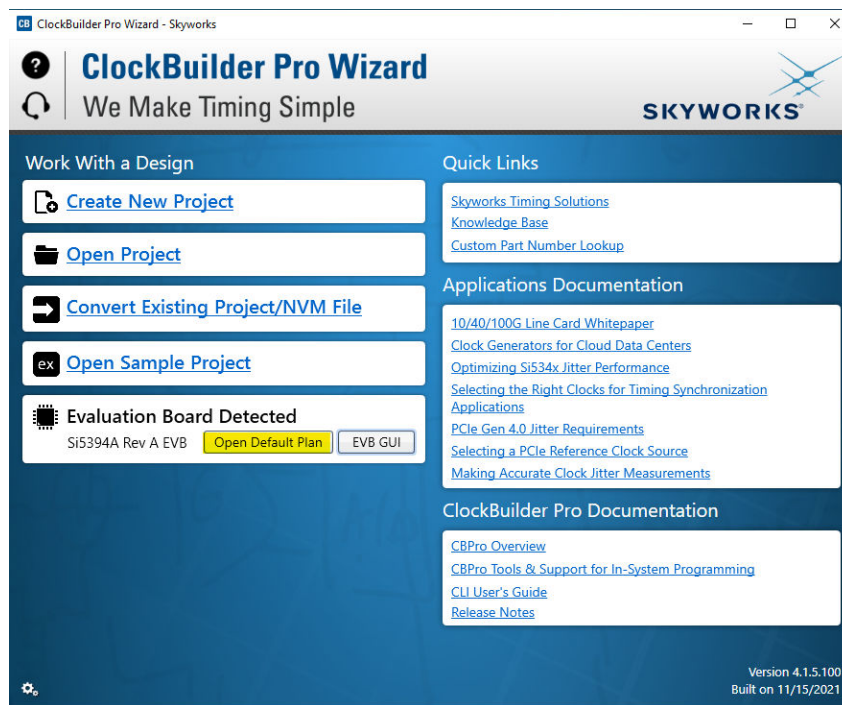 CB ClockBuilder Pro Wizard - Skyworks
? ClockBuilder Pro Wizard
We Make Timing Simple
SKYWORKS®
Work With a Design
Create New Project
Open Project
Convert Existing Project/NVM File
ex Open Sample Project
Evaluation Board Detected
Si5394A Rev A EVB Open Default Plan EVB GUI
Quick Links
Skyworks Timing Solutions
Knowledge Base
Custom Part Number Lookup
Applications Documentation
10/40/100G Line Card Whitepaper
Clock Generators for Cloud Data Centers
Optimizing Si534x Jitter Performance
Selecting the Right Clocks for Timing Synchronization
Applications
PCIe Gen 4.0 Jitter Requirements
Selecting a PCIe Reference Clock Source
Making Accurate Clock Jitter Measurements
ClockBuilder Pro Documentation
CBPro Overview
CBPro Tools & Support for In-System Programming
CLI User's Guide
Release Notes
Version 4.1.5.100
Built on 11/15/2021